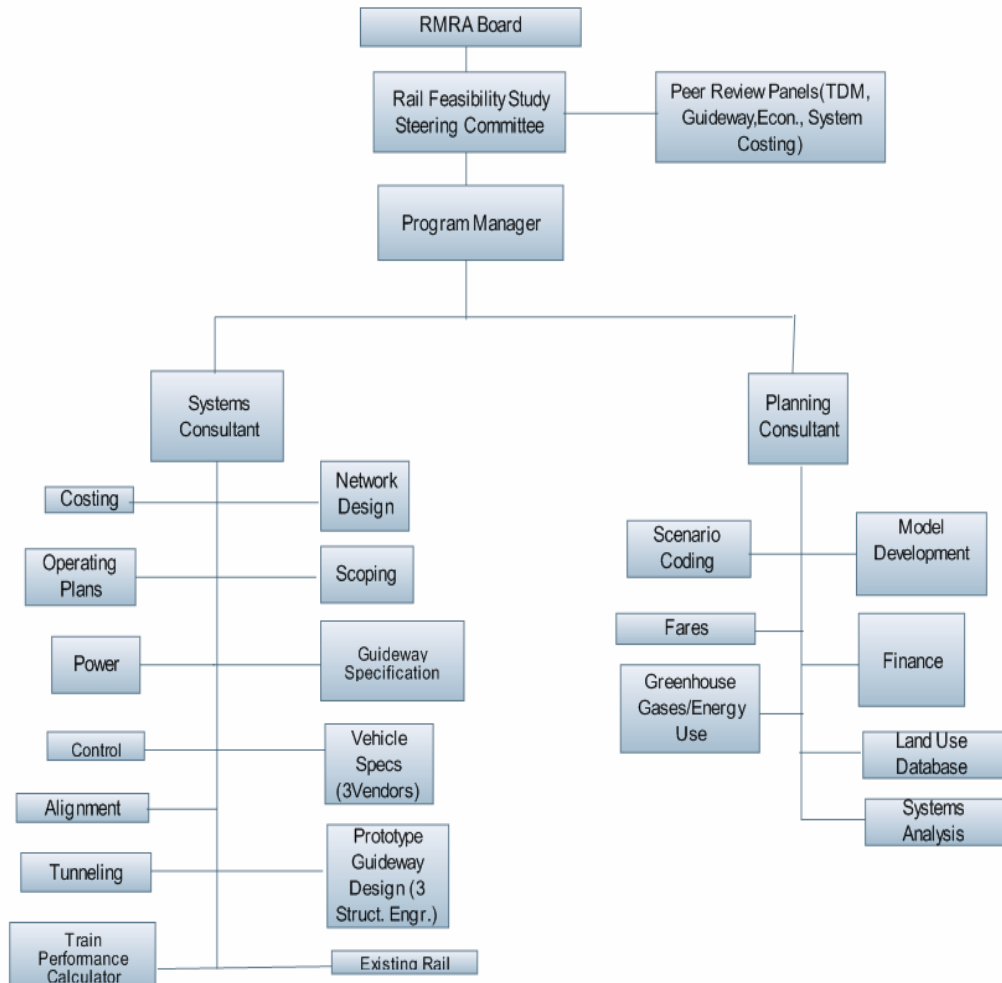 RMRA Board
Rail Feasibility Study
Steering Committee
Peer Review Panels(TDM,
Guideway,Econ., System
Costing)
Program Manager
Systems
Consultant
Planning
Consultant
Costing
Network
Design
Operating
Plans
Scoping
Power
Guideway
Specification
Control
Vehicle
Specs
(3Vendors)
Alignment
Tunneling
Prototype
Guideway
Design (3
Struct. Engr.)
Train
Performance
Calculator
Existing Rail
Scenario
Coding
Model
Development
Fares
Finance
Greenhouse
Gases/Energy
Use
Land Use
Database
Systems
Analysis